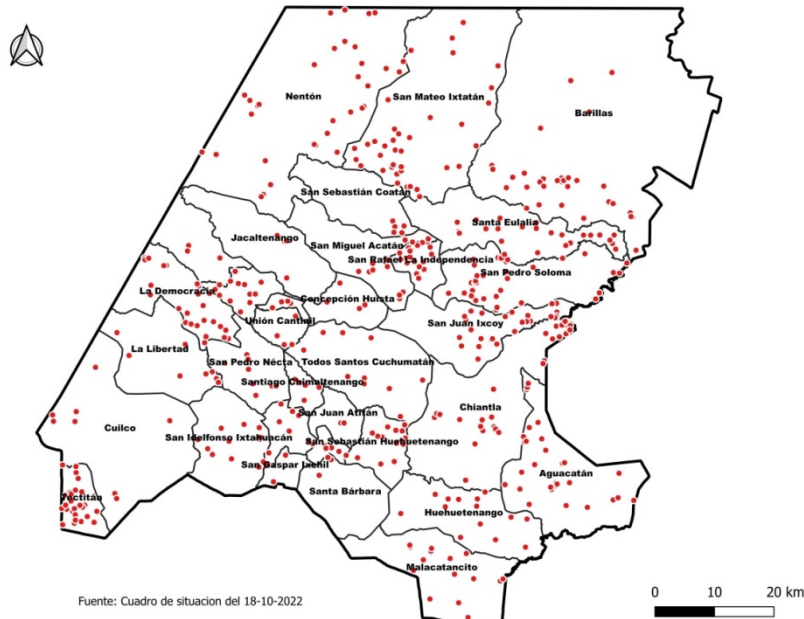 Nentón
San Mateo Ixtatán
Barillas
San Sebastián Coatán
Santa Eulalia
Jacaltenango
San Miguel Acatán
San Rafael La Independencia
San Pedro Soloma
La Democracia
Concepción Huista
Unión Cantinil
San Juan Ixcoy
La Libertad
San Pedro Nécta
Todos Santos Cuchumatán
Santiago Chimaltenango
Chiantla
San Juan Atitán
Cuilco
San Idelfonso Ixtahuacán
San Sebastián Huehuetenango
San Gaspar Ixchil
Aguacatán
Tectitán
Santa Bárbara
Huehuetenango
Malacatancito
0 10 20 km
Fuente: Cuadro de situacion del 18-10-2022